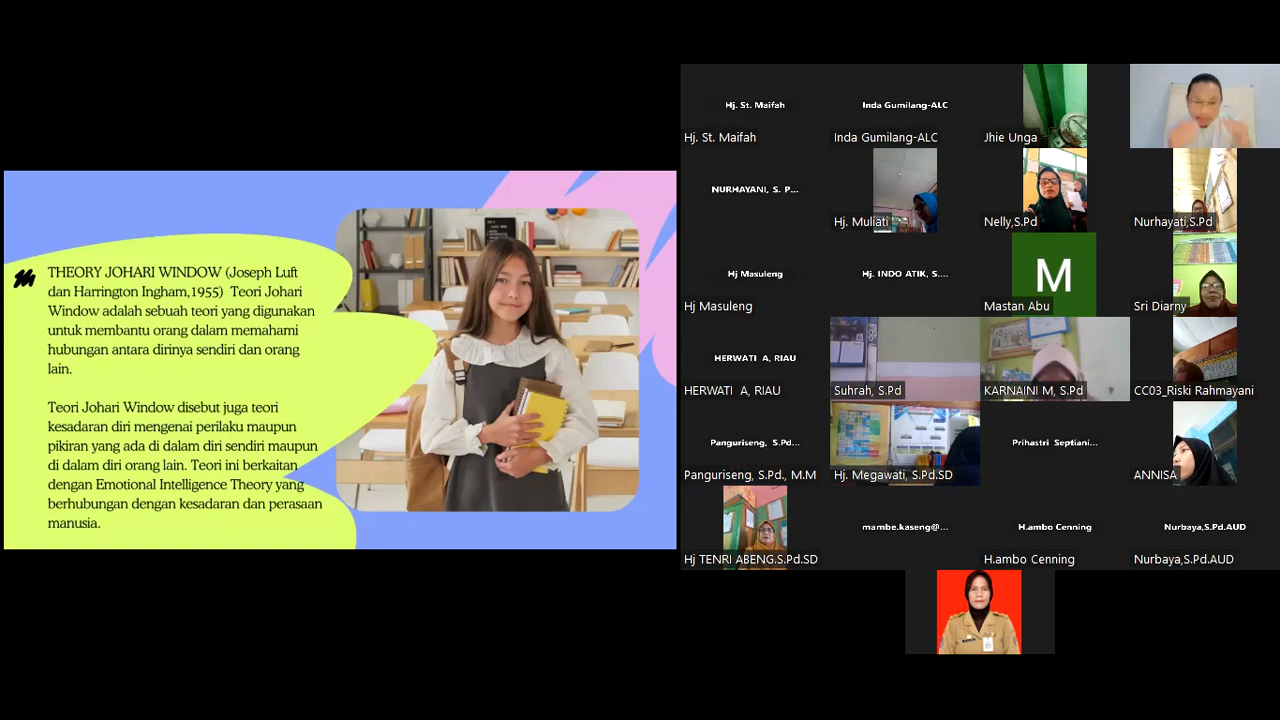 THEORY JOHARI WINDOW (Joseph Luft
dan Harrington Ingham,1955) Teori Johari
Window adalah sebuah teori yang digunakan
untuk membantu orang dalam memahami
hubungan antara dirinya sendiri dan orang
lain.
Teori Johari Window disebut juga teori
kesadaran diri mengenai perilaku maupun
pikiran yang ada di dalam diri sendiri maupun
di dalam diri orang lain. Teori ini berkaitan
dengan Emotional Intelligence Theory yang
berhubungan dengan kesadaran dan perasaan
manusia.
Hj. St. Maifah
Hj. St. Maifah
Inda Gumilang-ALC
Inda Gumilang-ALC
Jhie Unga
NURHAYANI, S. P...
Hj. Muliati
Nelly,S.Pd
Nurhayati,S.Pd
Hj Masuleng
Hj Masuleng
Hj. INDO ATIK, S....
M
Mastan Abu
Sri Diarny
HERWATI A, RIAU
HERWATI A, RIAU
Suhrah, S.Pd
KARNAINI M, S.Pd
CC03_Riski Rahmayani
Panguriseng, S.Pd...
Panguriseng, S.Pd., M.M
Hj. Megawati, S.Pd.SD
Prihastri Septiani...
ANNISA
Hj TENRI ABENG.S.Pd.SD
mambe.kaseng@...
H.ambo Cenning
H.ambo Cenning
Nurbaya,S.Pd.AUD
Nurbaya,S.Pd.AUD